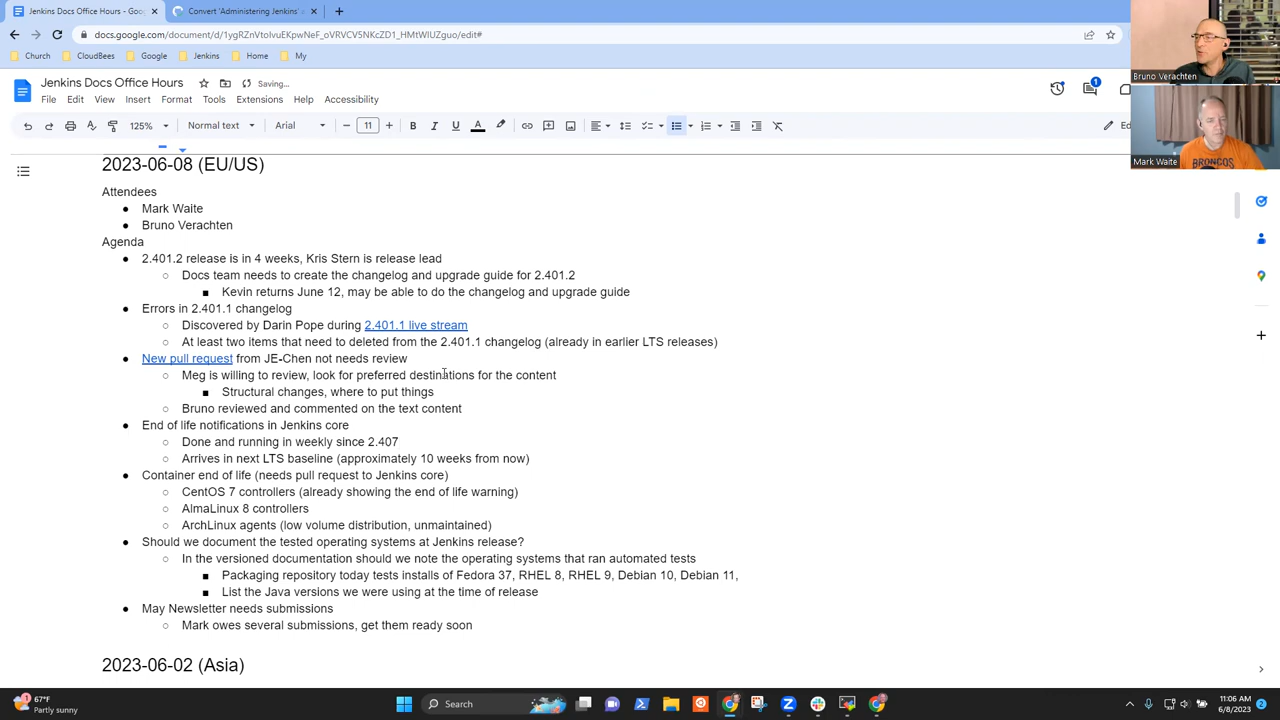 Jenkins Docs Office Hours - Goo
Convert 'Administering Jenkins'
docs.google.com/document/d/1ygRZnVtoIvuEKpwNeF_oVRVCV5NKcZD1_HMtWIUZguo/edit#
Church CloudBees Google Jenkins Home My
Bruno Verachten
Jenkins Docs Office Hours Saving...
1
File Edit View Insert Format Tools Extensions Accessibility
125% Normal text Arial 11 B I U A
BRONCOS
Mark Waite
2023-06-08 (EU/US)
Attendees
● Mark Waite
● Bruno Verachten
Agenda
● 2.401.2 release is in 4 weeks, Kris Stern is release lead
○ Docs team needs to create the changelog and upgrade guide for 2.401.2
■ Kevin returns June 12, may be able to do the changelog and upgrade guide
● Errors in 2.401.1 changelog
○ Discovered by Darin Pope during 2.401.1 live stream
○ At least two items that need to deleted from the 2.401.1 changelog (already in earlier LTS releases)
● New pull request from JE-Chen not needs review
○ Meg is willing to review, look for preferred destinations for the content
■ Structural changes, where to put things
○ Bruno reviewed and commented on the text content
● End of life notifications in Jenkins core
○ Done and running in weekly since 2.407
○ Arrives in next LTS baseline (approximately 10 weeks from now)
● Container end of life (needs pull request to Jenkins core)
○ CentOS 7 controllers (already showing the end of life warning)
○ AlmaLinux 8 controllers
○ ArchLinux agents (low volume distribution, unmaintained)
● Should we document the tested operating systems at Jenkins release?
○ In the versioned documentation should we note the operating systems that ran automated tests
■ Packaging repository today tests installs of Fedora 37, RHEL 8, RHEL 9, Debian 10, Debian 11,
■ List the Java versions we were using at the time of release
● May Newsletter needs submissions
○ Mark owes several submissions, get them ready soon
2023-06-02 (Asia)
67°F
Partly sunny
Search
11:06 AM
6/8/2023